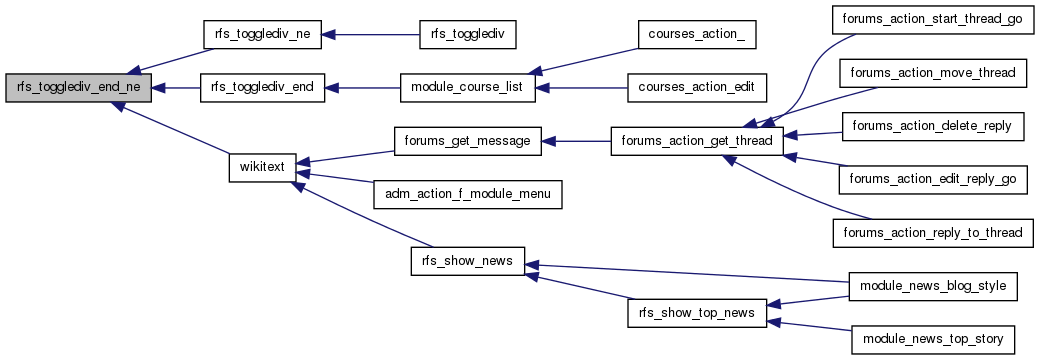 rfs_togglediv_end_ne
rfs_togglediv_ne
rfs_togglediv
rfs_togglediv_end
module_course_list
courses_action_
courses_action_edit
wikitext
forums_get_message
forums_action_get_thread
forums_action_start_thread_go
forums_action_move_thread
forums_action_delete_reply
forums_action_edit_reply_go
forums_action_reply_to_thread
adm_action_f_module_menu
rfs_show_news
module_news_blog_style
rfs_show_top_news
module_news_top_story